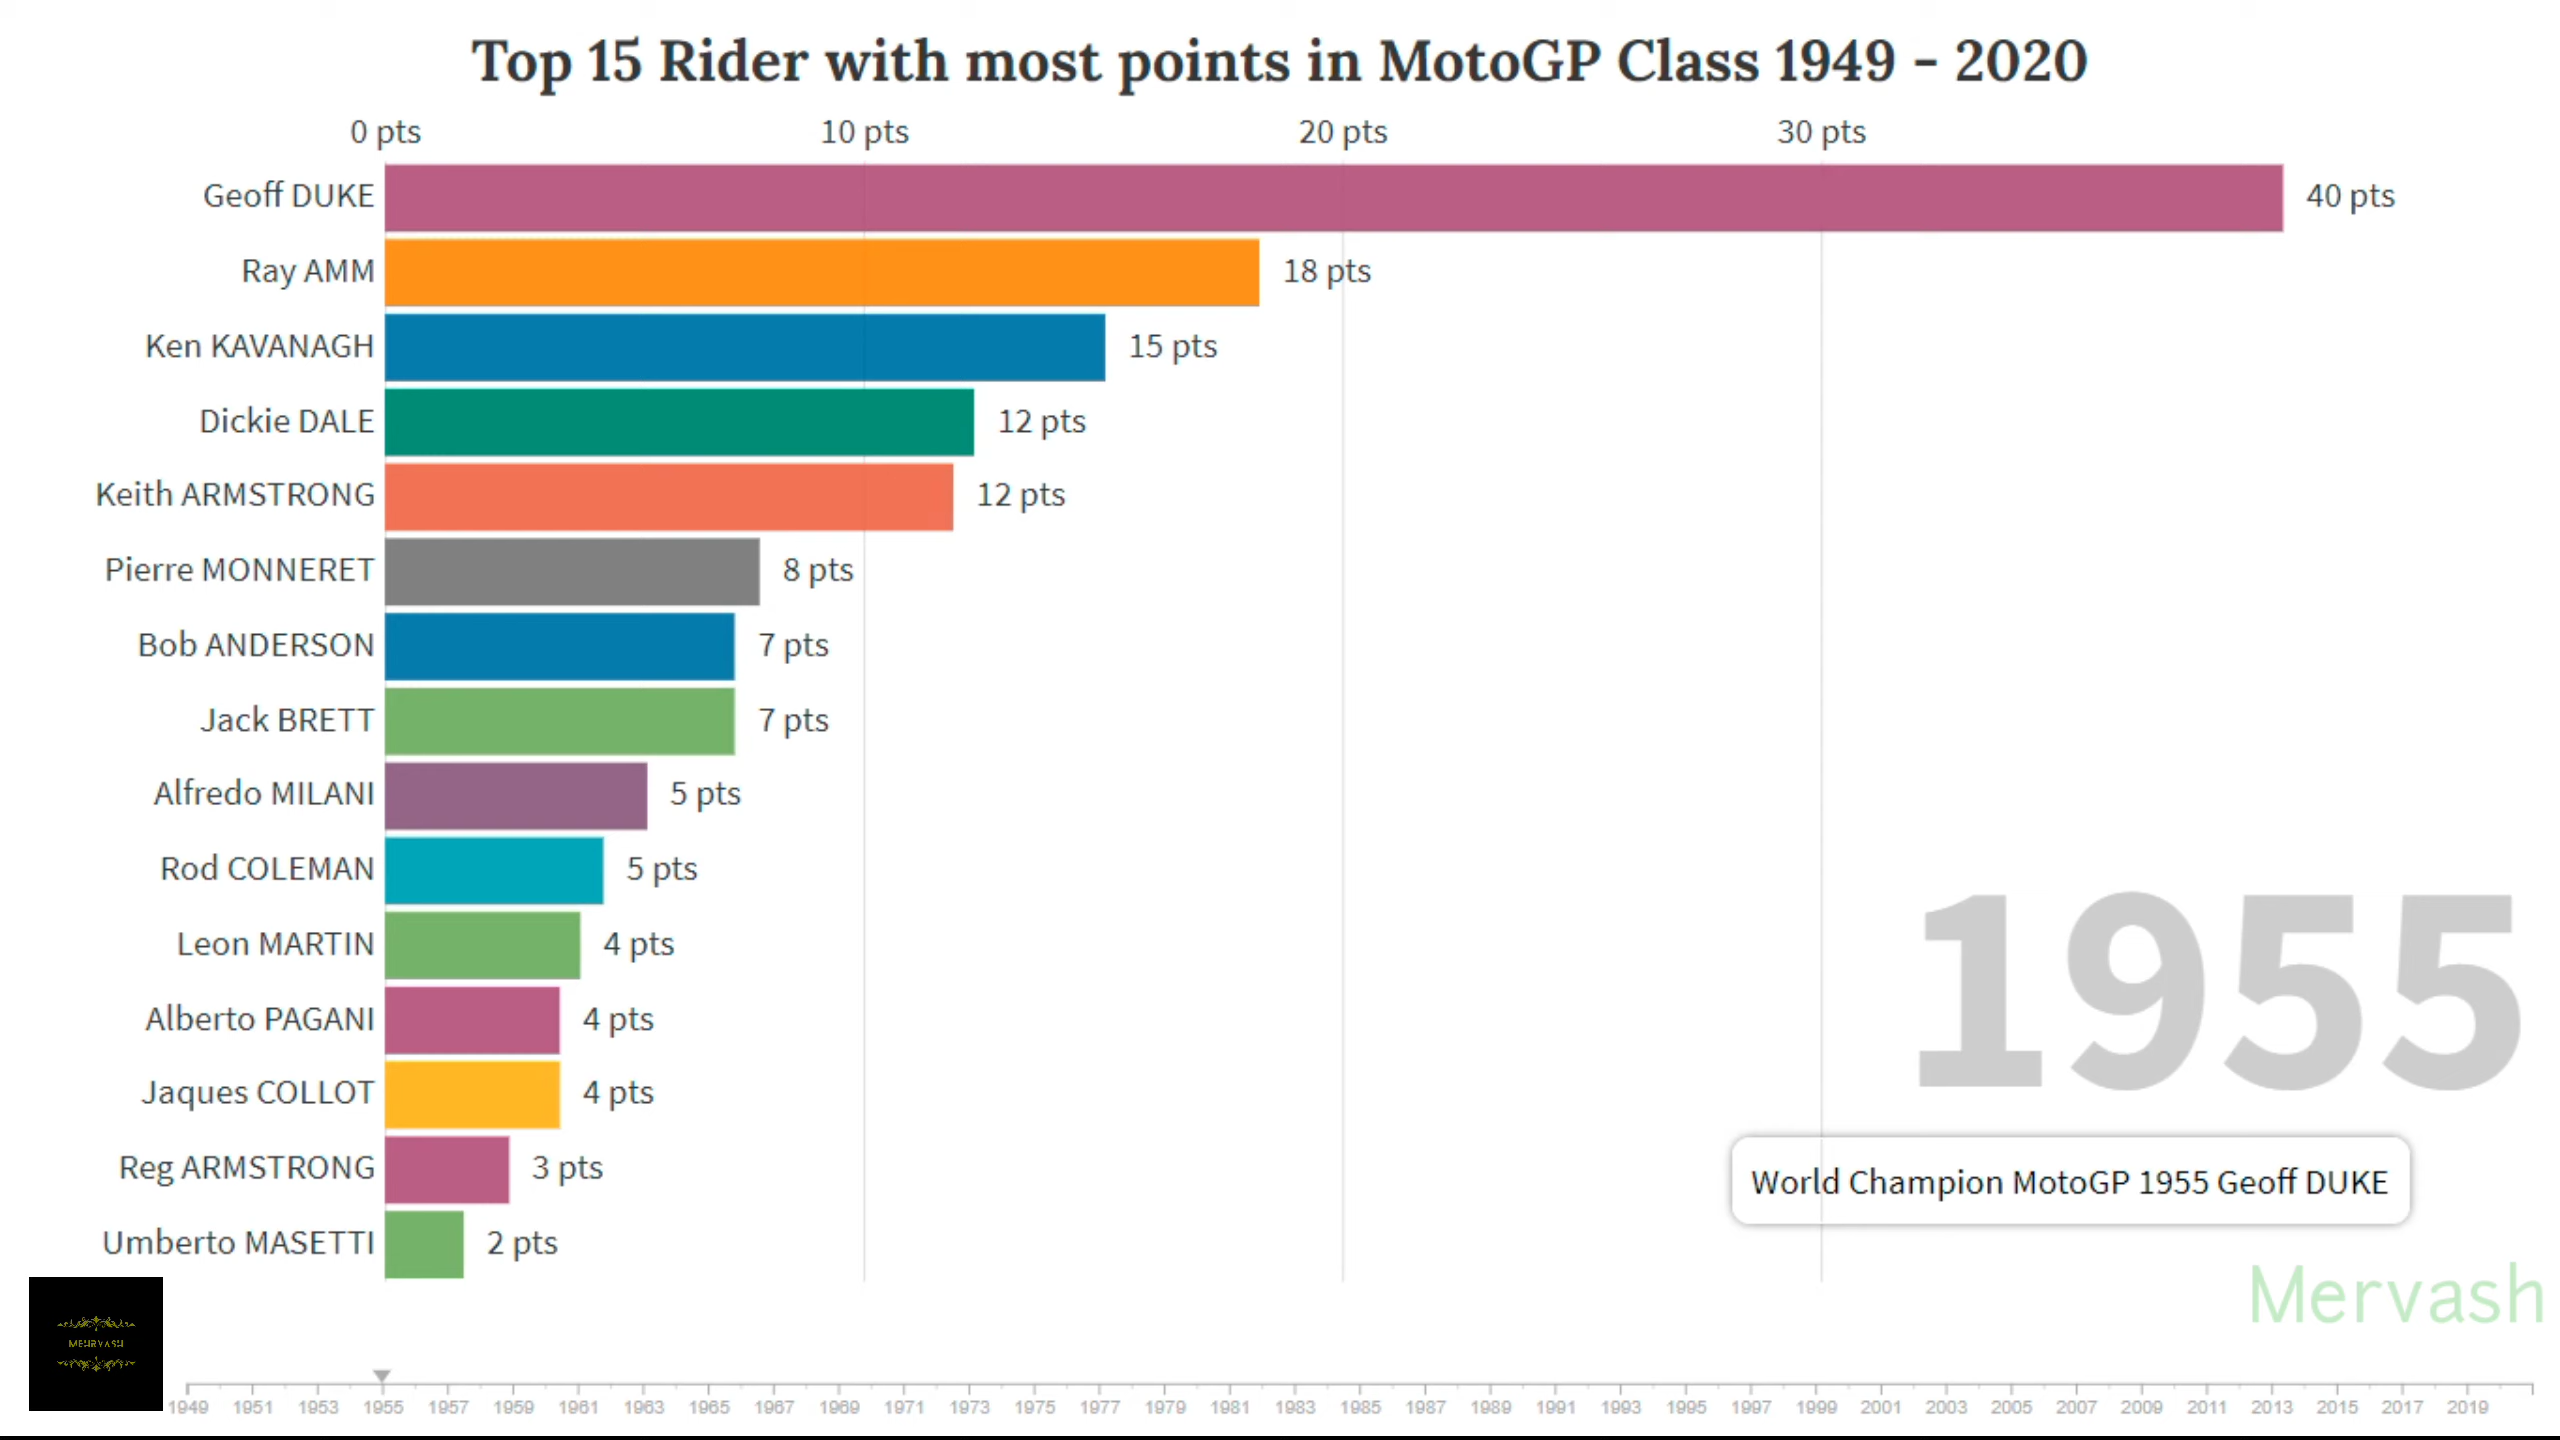 Top 15 Rider with most points in MotoGP Class 1949 - 2020
0 pts 10 pts 20 pts 30 pts
Geoff DUKE 40 pts
Ray AMM 18 pts
Ken KAVANAGH 15 pts
Dickie DALE 12 pts
Keith ARMSTRONG 12 pts
Pierre MONNERET 8 pts
Bob ANDERSON 7 pts
Jack BRETT 7 pts
Alfredo MILANI 5 pts
Rod COLEMAN 5 pts
Leon MARTIN 4 pts
Alberto PAGANI 4 pts
Jaques COLLOT 4 pts
Reg ARMSTRONG 3 pts
Umberto MASETTI 2 pts
1955
World Champion MotoGP 1955 Geoff DUKE
Mervash
MEHRVASH
1949 1951 1953 1955 1957 1959 1961 1963 1965 1967 1969 1971 1973 1975 1977 1979 1981 1983 1985 1987 1989 1991 1993 1995 1997 1999 2001 2003 2005 2007 2009 2011 2013 2015 2017 2019